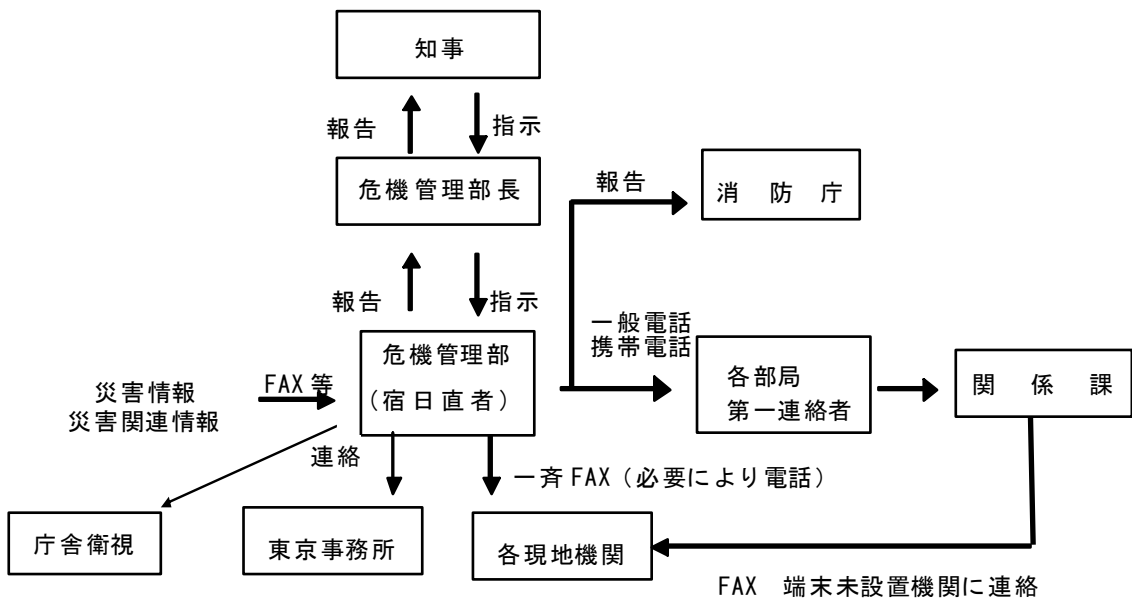 知事
報告
指示
危機管理部長
報告
消防庁
報告
指示
一般電話
携帯電話
危機管理部
(宿日直者)
災害情報
災害関連情報
FAX等
各部局
第一連絡者
関係課
連絡
一斉FAX(必要により電話)
庁舎衛視
東京事務所
各現地機関
FAX 端末未設置機関に連絡